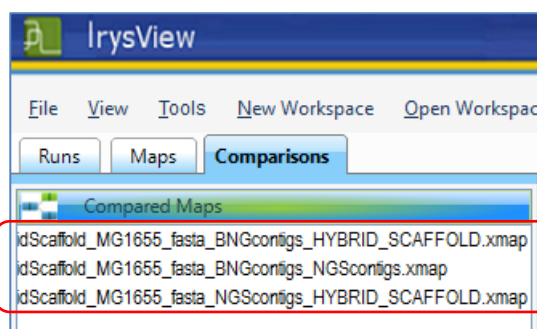 IrysView
File View Tools New Workspace Open Workspac
Runs Maps Comparisons
Compared Maps
idScaffold_MG1655_fasta_BNGcontigs_HYBRID_SCAFFOLD.xmap
idScaffold_MG1655_fasta_BNGcontigs_NGScontigs.xmap
idScaffold_MG1655_fasta_NGScontigs_HYBRID_SCAFFOLD.xmap